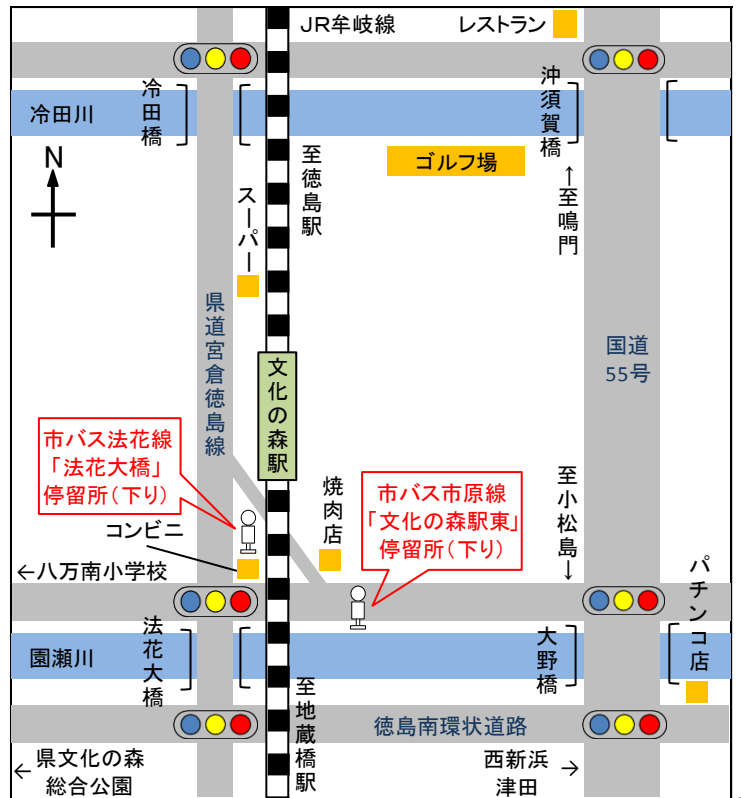 JR牟岐線
レストラン
冷田川
冷田橋
沖須賀橋
N
至徳島駅
ゴルフ場
↑至鳴門
スーパー
県道宮倉徳島線
国道
55号
文化の森駅
市バス法花線
「法花大橋」
停留所(下り)
焼肉店
市バス市原線
「文化の森駅東」
停留所(下り)
至小松島→
コンビニ
←八万南小学校
パチンコ店
園瀬川
法花大橋
大野橋
至地蔵橋駅
徳島南環状道路
←県文化の森
総合公園
西新浜→
津田